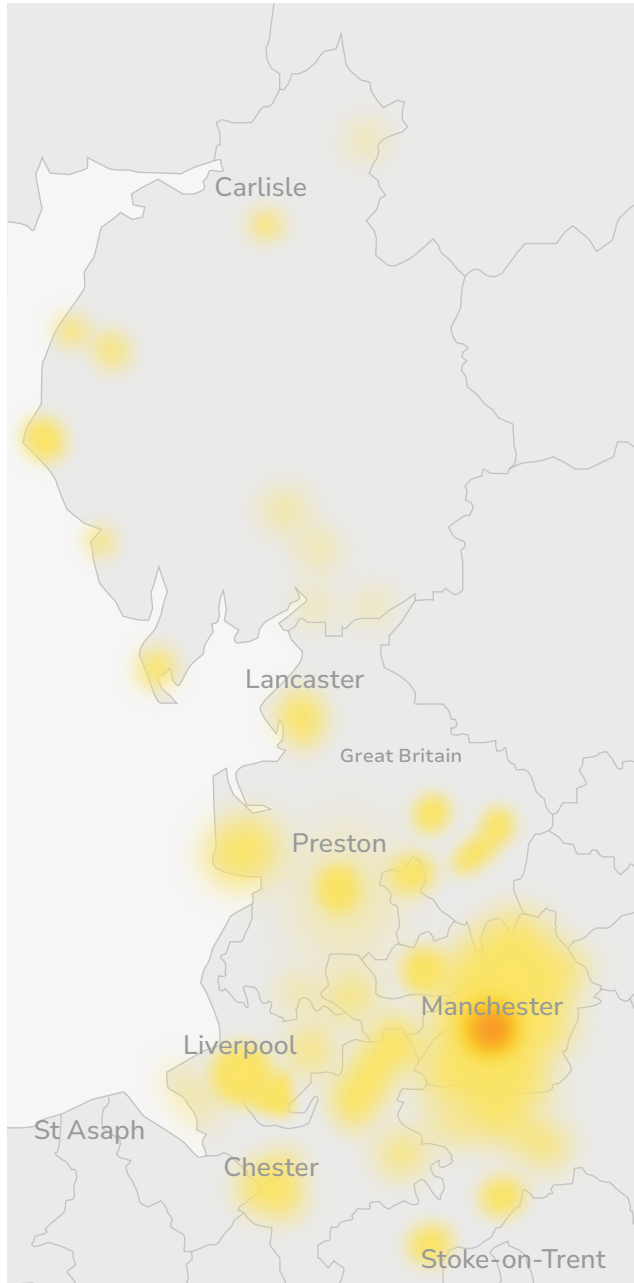 Carlisle
Lancaster
Great Britain
Preston
Manchester
Liverpool
St Asaph
Chester
Stoke-on-Trent